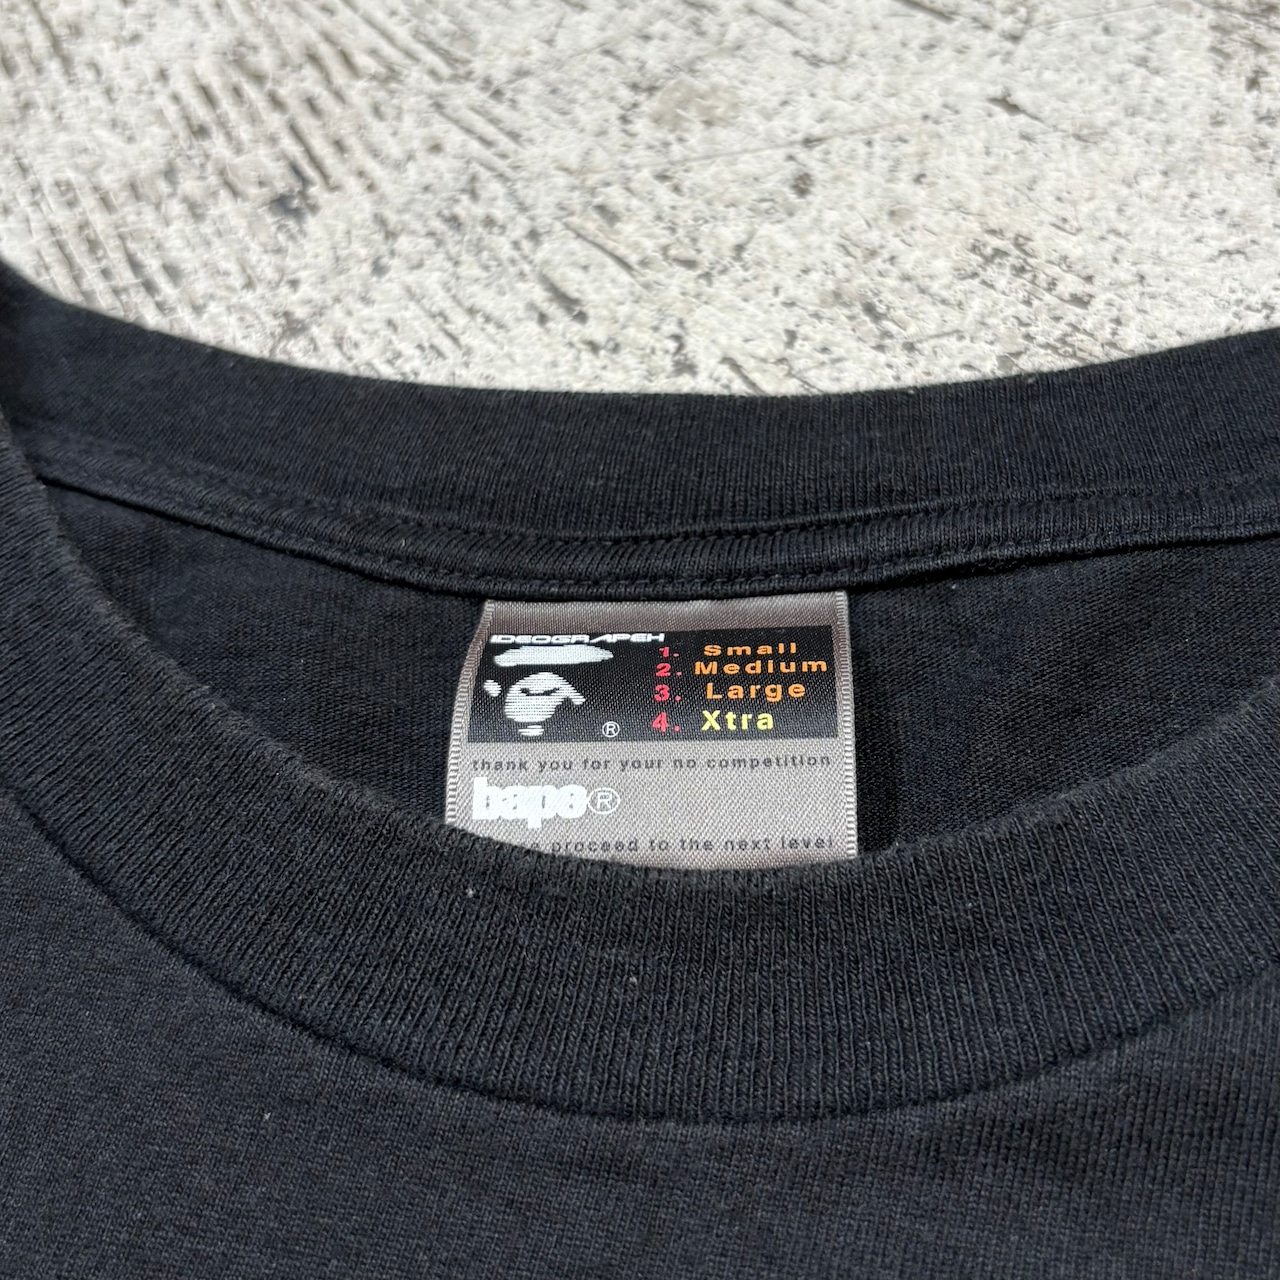 IDEOGRAPEH
1. Small
2. Medium
3. Large
4. Xtra
®
thank you for your no competition
bape®
proceed to the next level